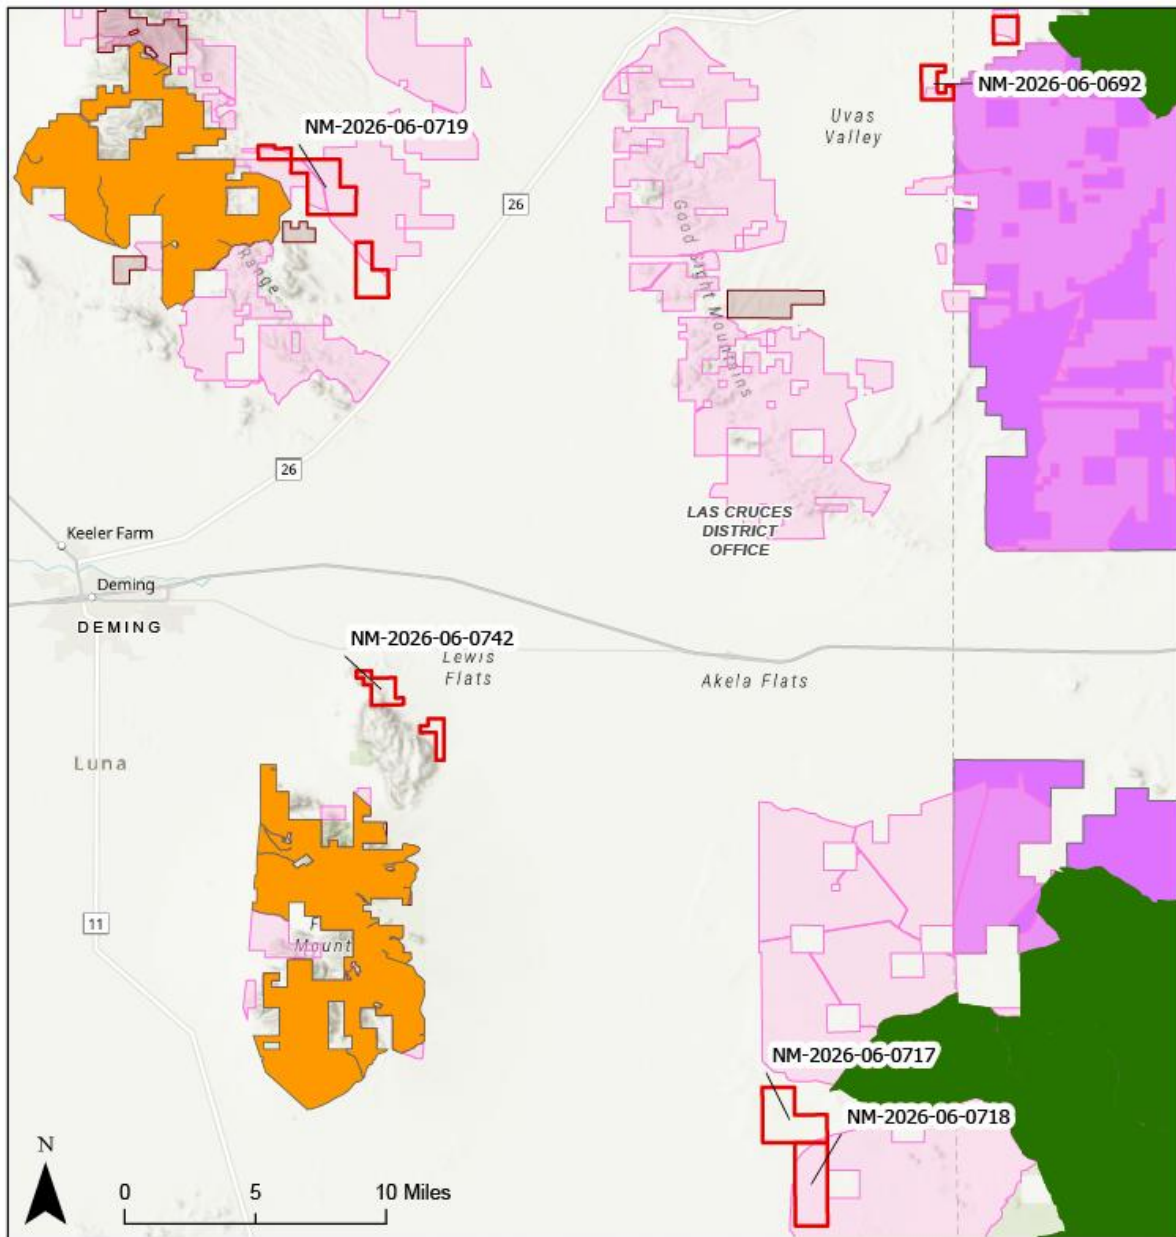 NM-2026-06-0692
Uvas
Valley
NM-2026-06-0719
26
Good Sight Mountains
Range
26
LAS CRUCES
DISTRICT
OFFICE
Keeler Farm
Deming
DEMING
NM-2026-06-0742
Lewis
Flats
Akela Flats
Luna
11
F
Mount
NM-2026-06-0717
NM-2026-06-0718
N
0 5 10 Miles